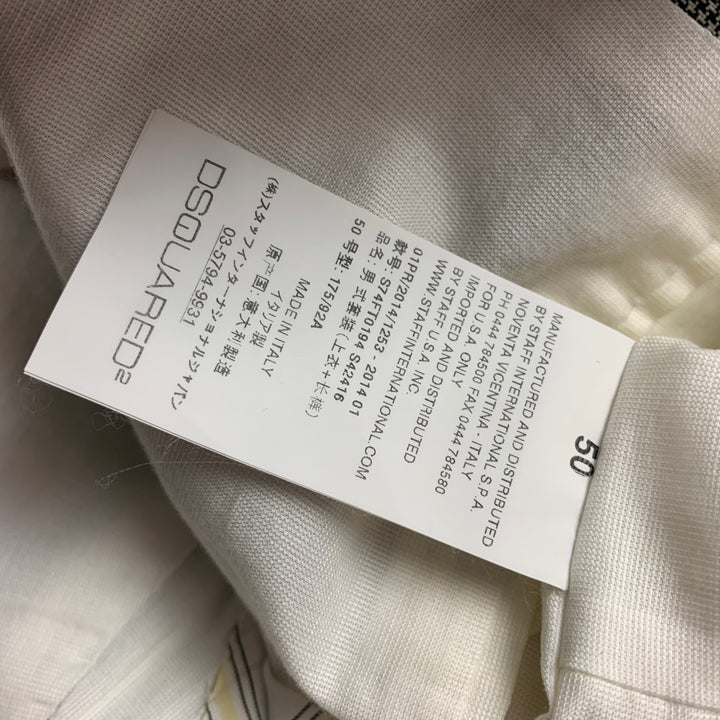 50
MANUFACTURED AND DISTRIBUTED
BY STAFF INTERNATIONAL S.P.A.
NOVENTA VICENTINA - ITALY
PH 0444 784500 FAX 0444 784580
FOR U.S.A. ONLY
IMPORTED AND DISTRIBUTED
BY STAFF U.S.A. INC.
WWW.STAFFINTERNATIONAL.COM
01PR/2014/1253 - 2014 01
款号: S74FT0194 S42416
品名: 男式套装(上衣+长裤)
50 号型: 175/92A
MADE IN ITALY
イタリア製
原产国: 意大利製造
(株)スタッフインターナショナルジャパン
03-5794-9931
DSQUARED2